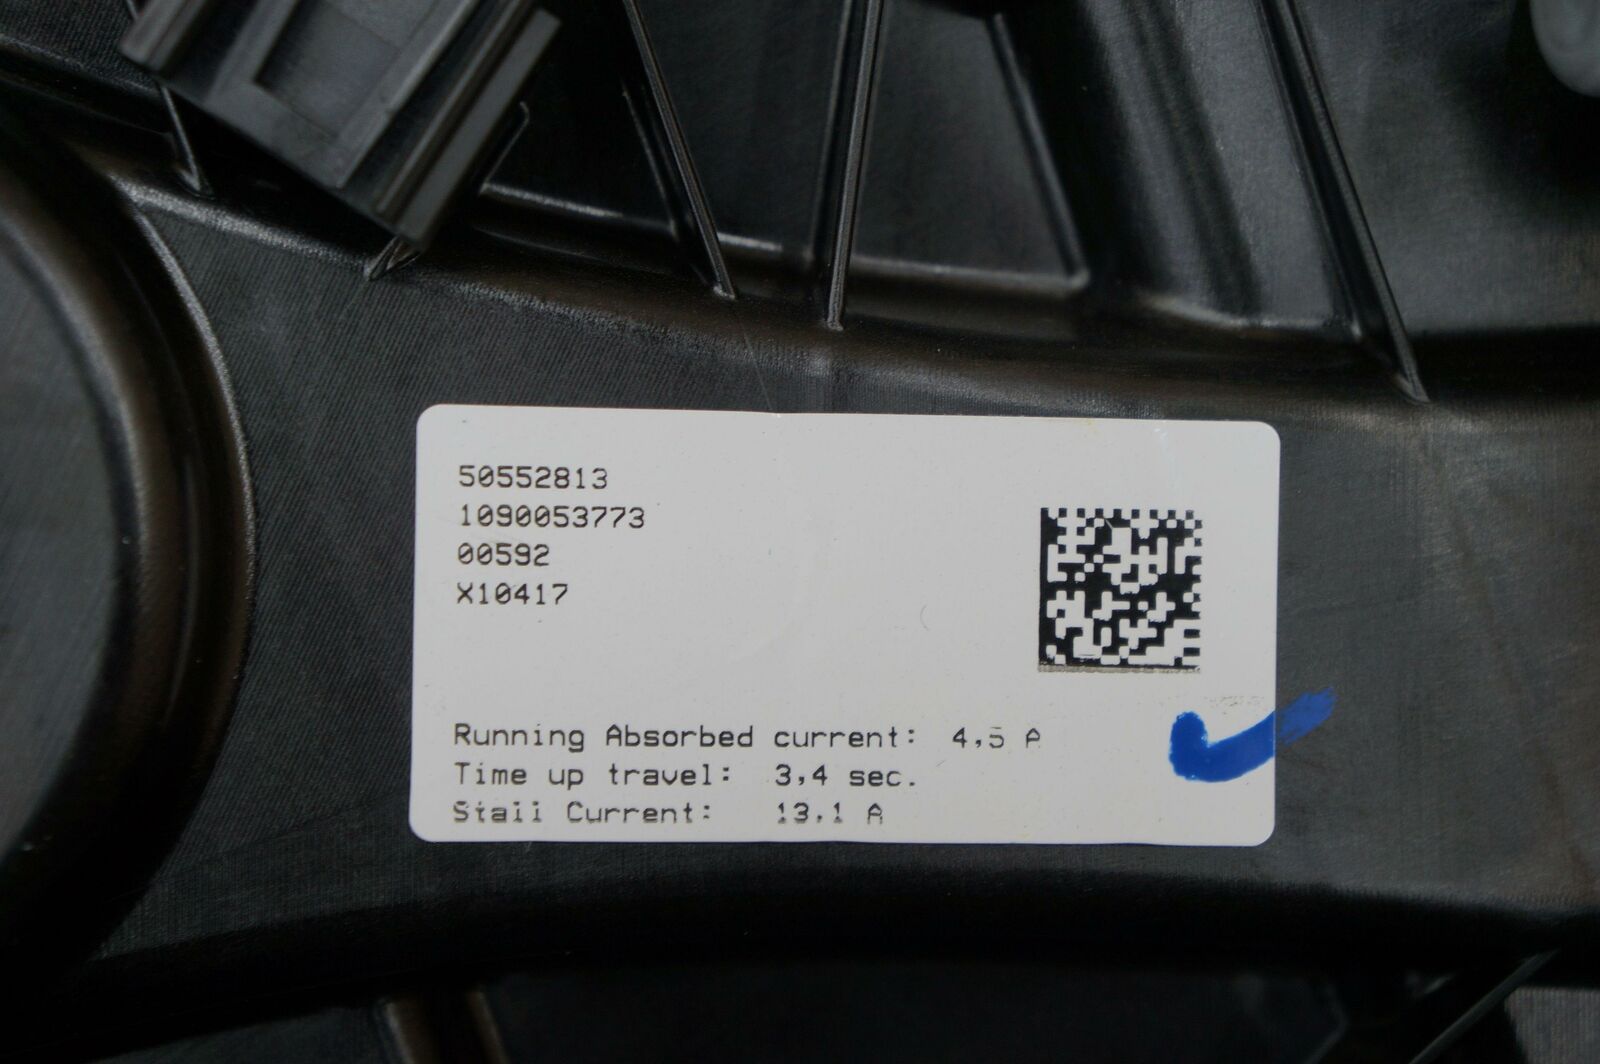 50552813
1090053773
00592
X10417
Running Absorbed current: 4,5 A
Time up travel: 3,4 sec.
Stall Current: 13,1 A